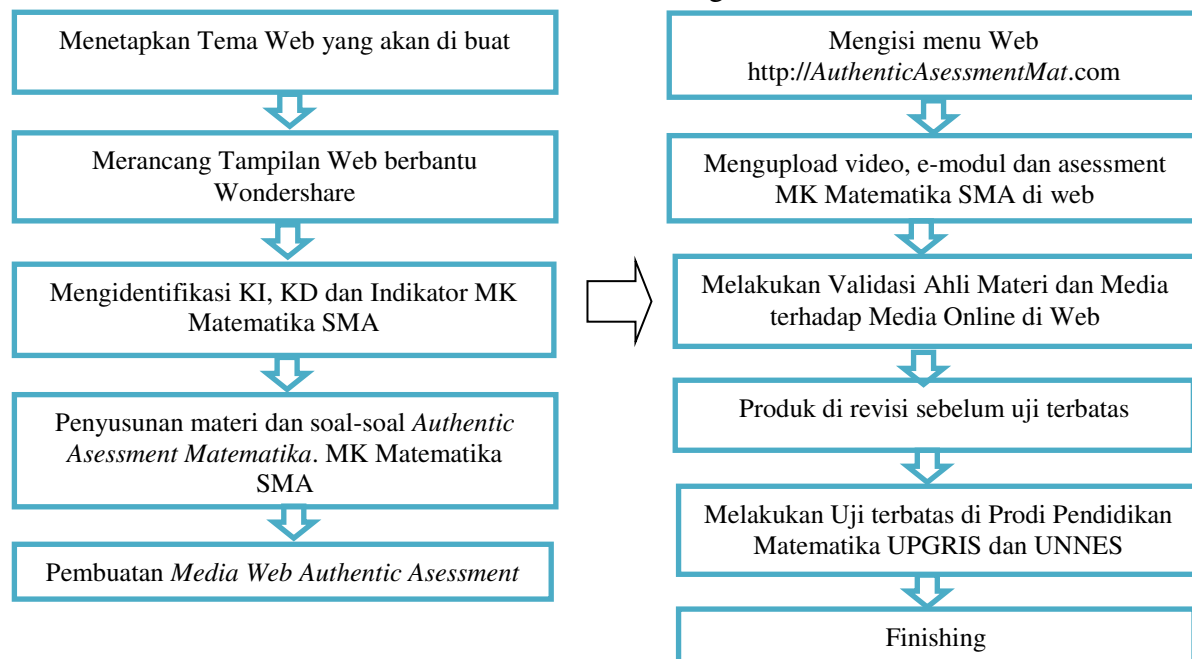 Menetapkan Tema Web yang akan di buat
Merancang Tampilan Web berbantu
Wondershare
Mengidentifikasi KI, KD dan Indikator MK
Matematika SMA
Penyusunan materi dan soal-soal Authentic
Asessment Matematika. MK Matematika
SMA
Pembuatan Media Web Authentic Asessment
Mengisi menu Web
http://AuthenticAsessmentMat.com
Mengupload video, e-modul dan asessment
MK Matematika SMA di web
Melakukan Validasi Ahli Materi dan Media
terhadap Media Online di Web
Produk di revisi sebelum uji terbatas
Melakukan Uji terbatas di Prodi Pendidikan
Matematika UPGRIS dan UNNES
Finishing